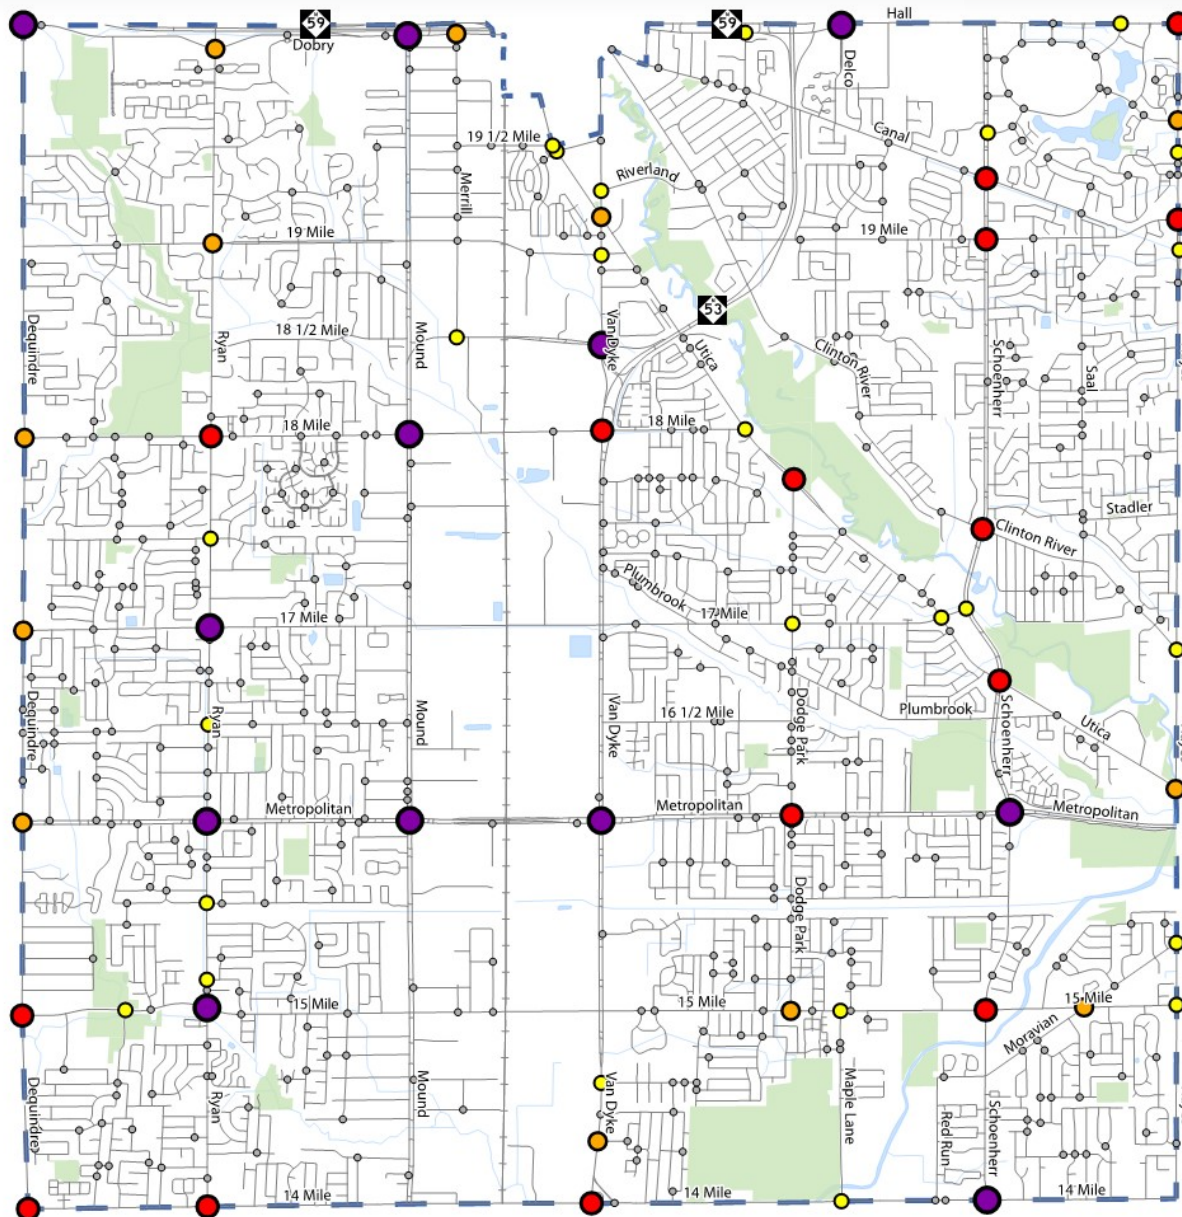 59
59
Hall
Dobry
Delco
19 1/2 Mile
Canal
Riverland
Merrill
19 Mile
19 Mile
53
Dequindre
Ryan
18 1/2 Mile
Mound
Van Dyke
Utica
Clinton River
Schoenherr
Saal
18 Mile
18 Mile
Stadler
Clinton River
Plumbrook
17 Mile
17 Mile
Dequindre
Ryan
Mound
Van Dyke
16 1/2 Mile
Dodge Park
Plumbrook
Schoenherr
Utica
Metropolitan
Metropolitan
Metropolitan
Dodge Park
15 Mile
15 Mile
15 Mile
Moravian
Dequindre
Ryan
Mound
Van Dyke
Maple Lane
Red Run
Schoenherr
14 Mile
14 Mile
14 Mile